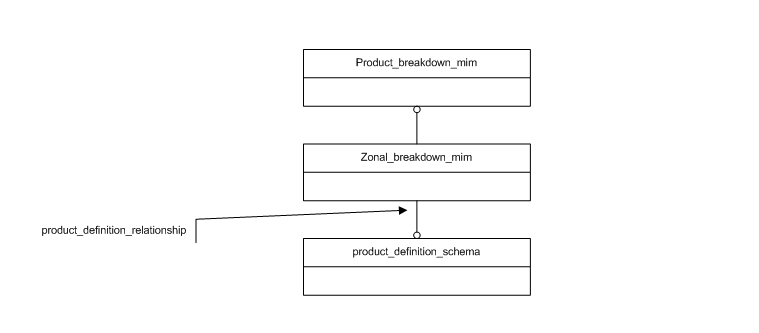 Product_breakdown_mim
Zonal_breakdown_mim
product_definition_relationship
product_definition_schema